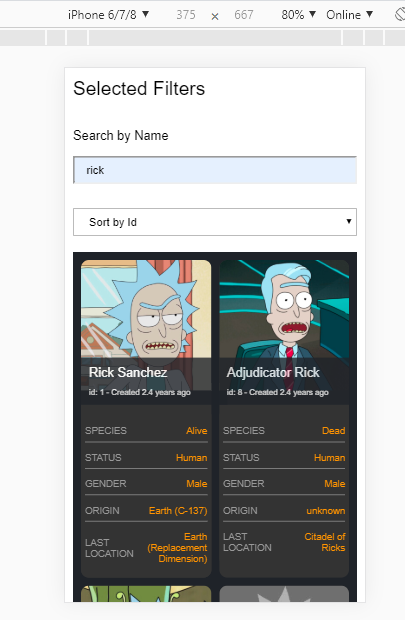 iPhone 6/7/8 ▼ 375 × 667 80% ▼ Online ▼
Selected Filters
Search by Name
rick
Sort by Id
Rick Sanchez
id: 1 - Created 2.4 years ago
SPECIES Alive
STATUS Human
GENDER Male
ORIGIN Earth (C-137)
LAST LOCATION Earth (Replacement Dimension)
Adjudicator Rick
id: 8 - Created 2.4 years ago
SPECIES Dead
STATUS Human
GENDER Male
ORIGIN unknown
LAST LOCATION Citadel of Ricks